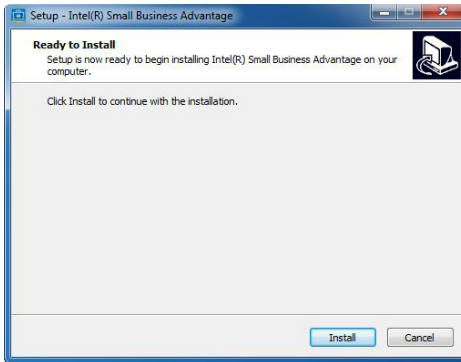 Setup - Intel(R) Small Business Advantage
Ready to Install
Setup is now ready to begin installing Intel(R) Small Business Advantage on your
computer.
Click Install to continue with the installation.
Install
Cancel